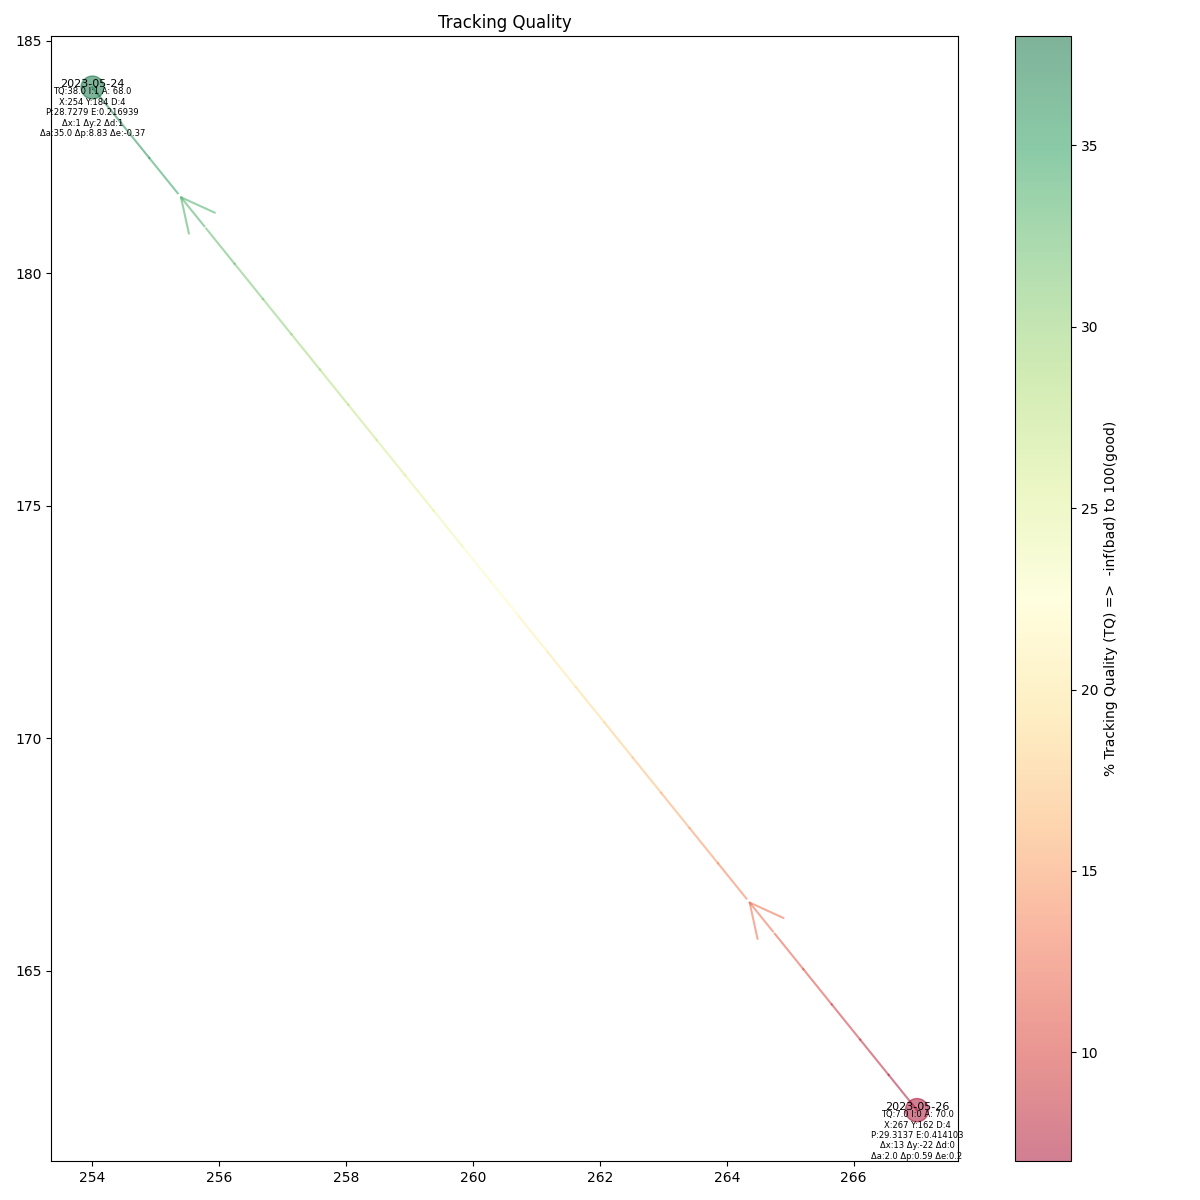 Tracking Quality
185
180
175
170
165
2023-05-24
TQ:38.0 I:1 A: 68.0
X:254 Y:184 D:4
P:28.7279 E:0.216939
Δx:1 Δy:2 Δd:1
Δa:35.0 Δp:8.83 Δe:-0.37
2023-05-26
TQ:7.0 I:0 A: 70.0
X:267 Y:162 D:4
P:29.3137 E:0.414103
Δx:13 Δy:-22 Δd:0
Δa:2.0 Δp:0.59 Δe:0.2
254 256 258 260 262 264 266
35
30
25
20
15
10
% Tracking Quality (TQ) => -inf(bad) to 100(good)